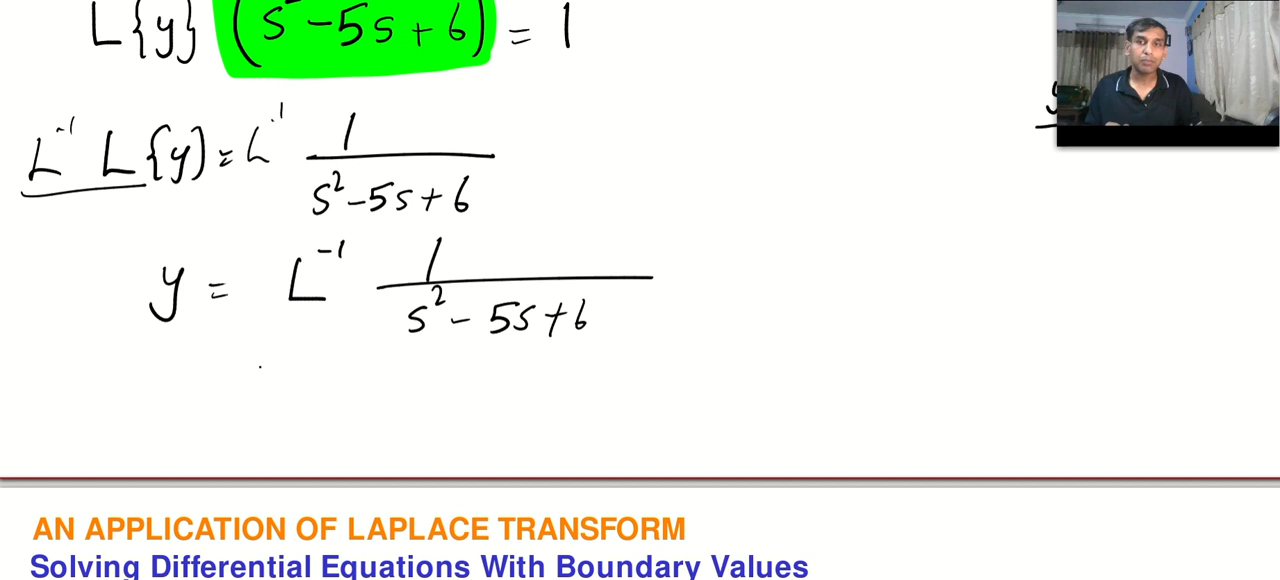 L{y} (s² - 5s + 6) = 1
L⁻¹ L{y} = L⁻¹ 1/(s² - 5s + 6)
y = L⁻¹ 1/(s² - 5s + 6)
AN APPLICATION OF LAPLACE TRANSFORM
Solving Differential Equations With Boundary Values